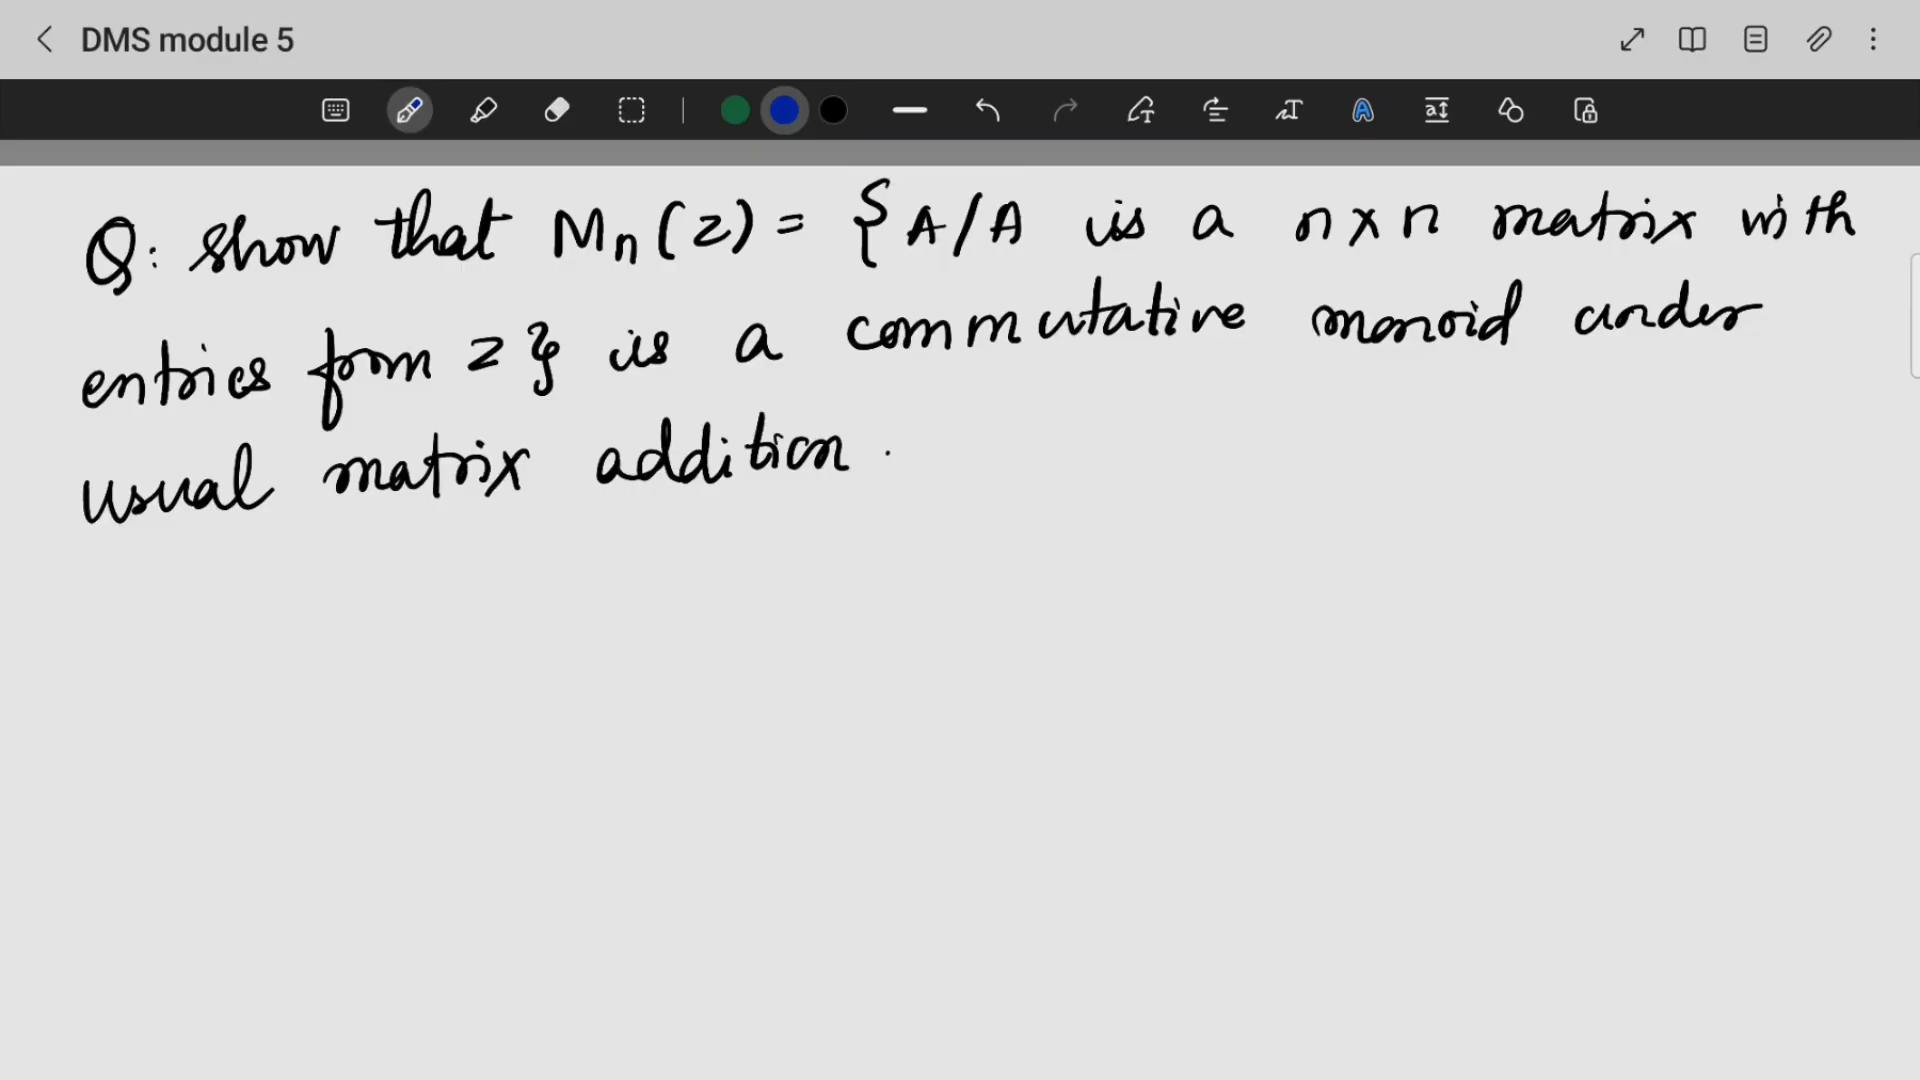 DMS module 5
Q: show that Mn(z) = {A/A is a n x n matrix with
entries from z} is a commutative monoid under
usual matrix addition.